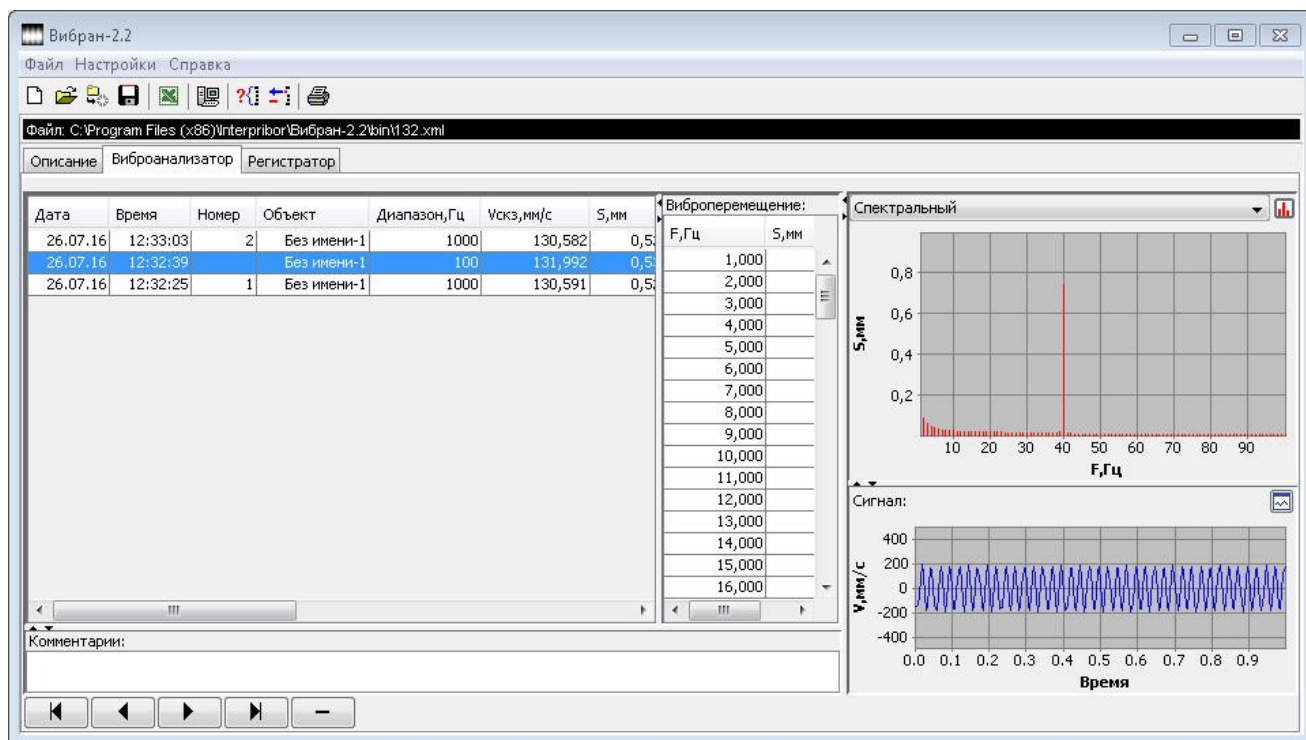 Вибран-2.2
Файл Настройки Справка
Файл: C:\Program Files (x86)\Interpribor\Вибран-2.2\bin\132.xml
Описание Виброанализатор Регистратор
Дата Время Номер Объект Диапазон,Гц Vскз,мм/с S,мм
26.07.16 12:33:03 2 Без имени-1 1000 130,582 0,5
26.07.16 12:32:39 Без имени-1 100 131,992 0,5
26.07.16 12:32:25 1 Без имени-1 1000 130,591 0,5
Виброперемещение:
F,Гц S,мм
1,000
2,000
3,000
4,000
5,000
6,000
7,000
8,000
9,000
10,000
11,000
12,000
13,000
14,000
15,000
16,000
Спектральный
0,8
0,6
0,4
0,2
S,мм
10 20 30 40 50 60 70 80 90
F,Гц
Сигнал:
400
200
0
-200
-400
V,мм/с
0.0 0.1 0.2 0.3 0.4 0.5 0.6 0.7 0.8 0.9
Время
Комментарии: